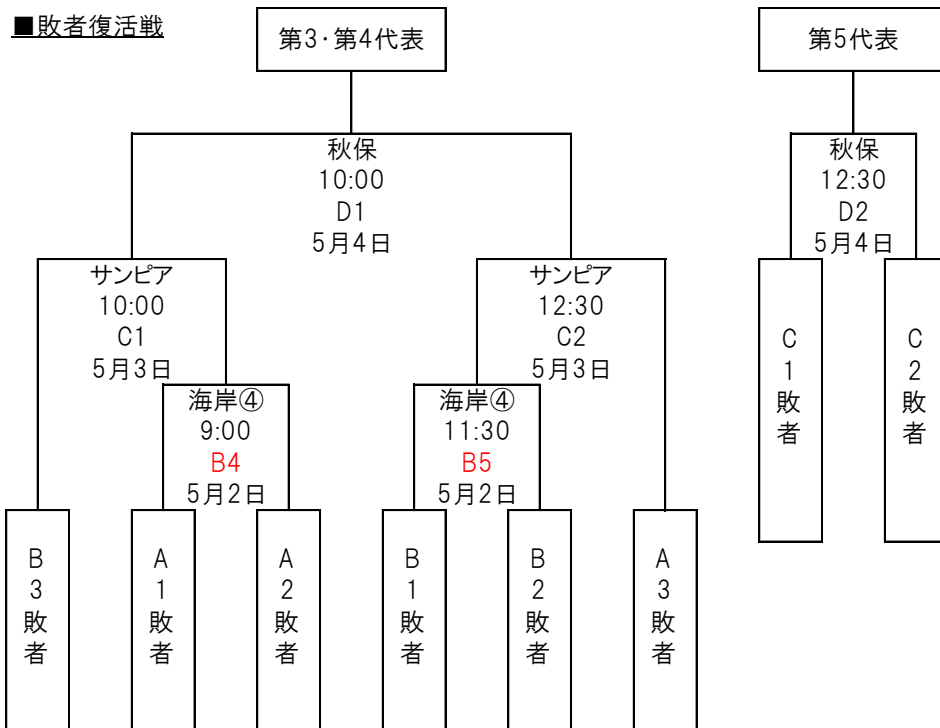 ■敗者復活戦
第3・第4代表
第5代表
秋保
10:00
D1
5月4日
秋保
12:30
D2
5月4日
サンピア
10:00
C1
5月3日
サンピア
12:30
C2
5月3日
海岸④
9:00
B4
5月2日
海岸④
11:30
B5
5月2日
C1敗者
C2敗者
B3敗者
A1敗者
A2敗者
B1敗者
B2敗者
A3敗者